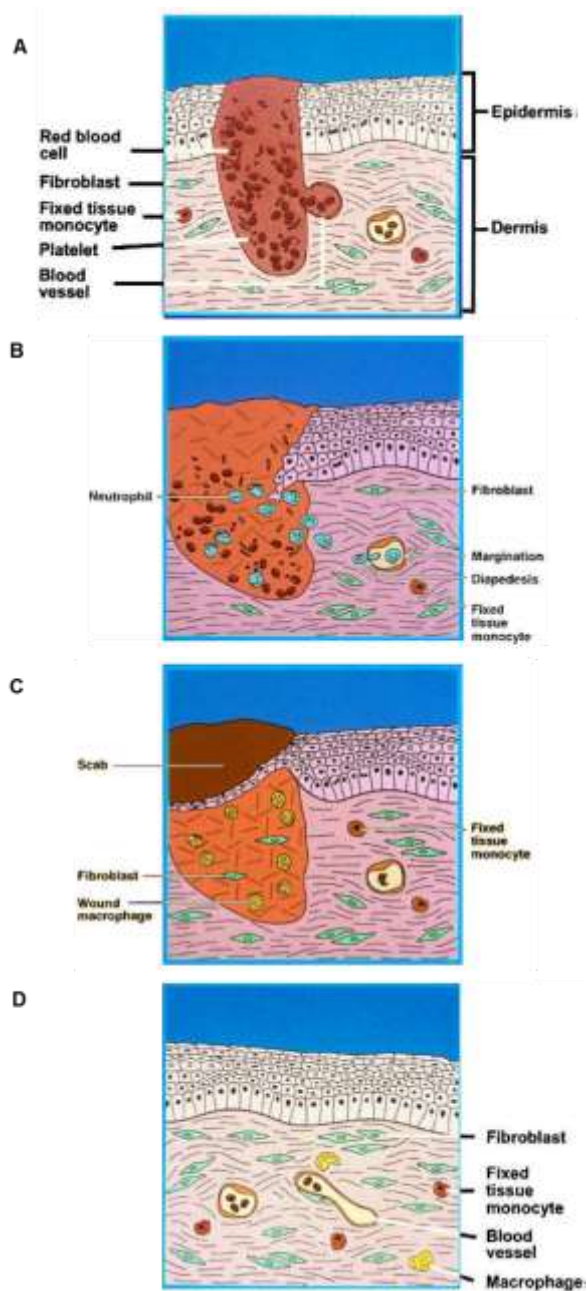 A
Red blood
cell
Fibroblast
Fixed tissue
monocyte
Platelet
Blood
vessel
Epidermis
Dermis
B
Neutrophil
Fibroblast
Margination
Diapedesis
Fixed
tissue
monocyte
C
Scab
Fibroblast
Wound
macrophage
Fixed
tissue
monocyte
D
Fibroblast
Fixed
tissue
monocyte
Blood
vessel
Macrophage